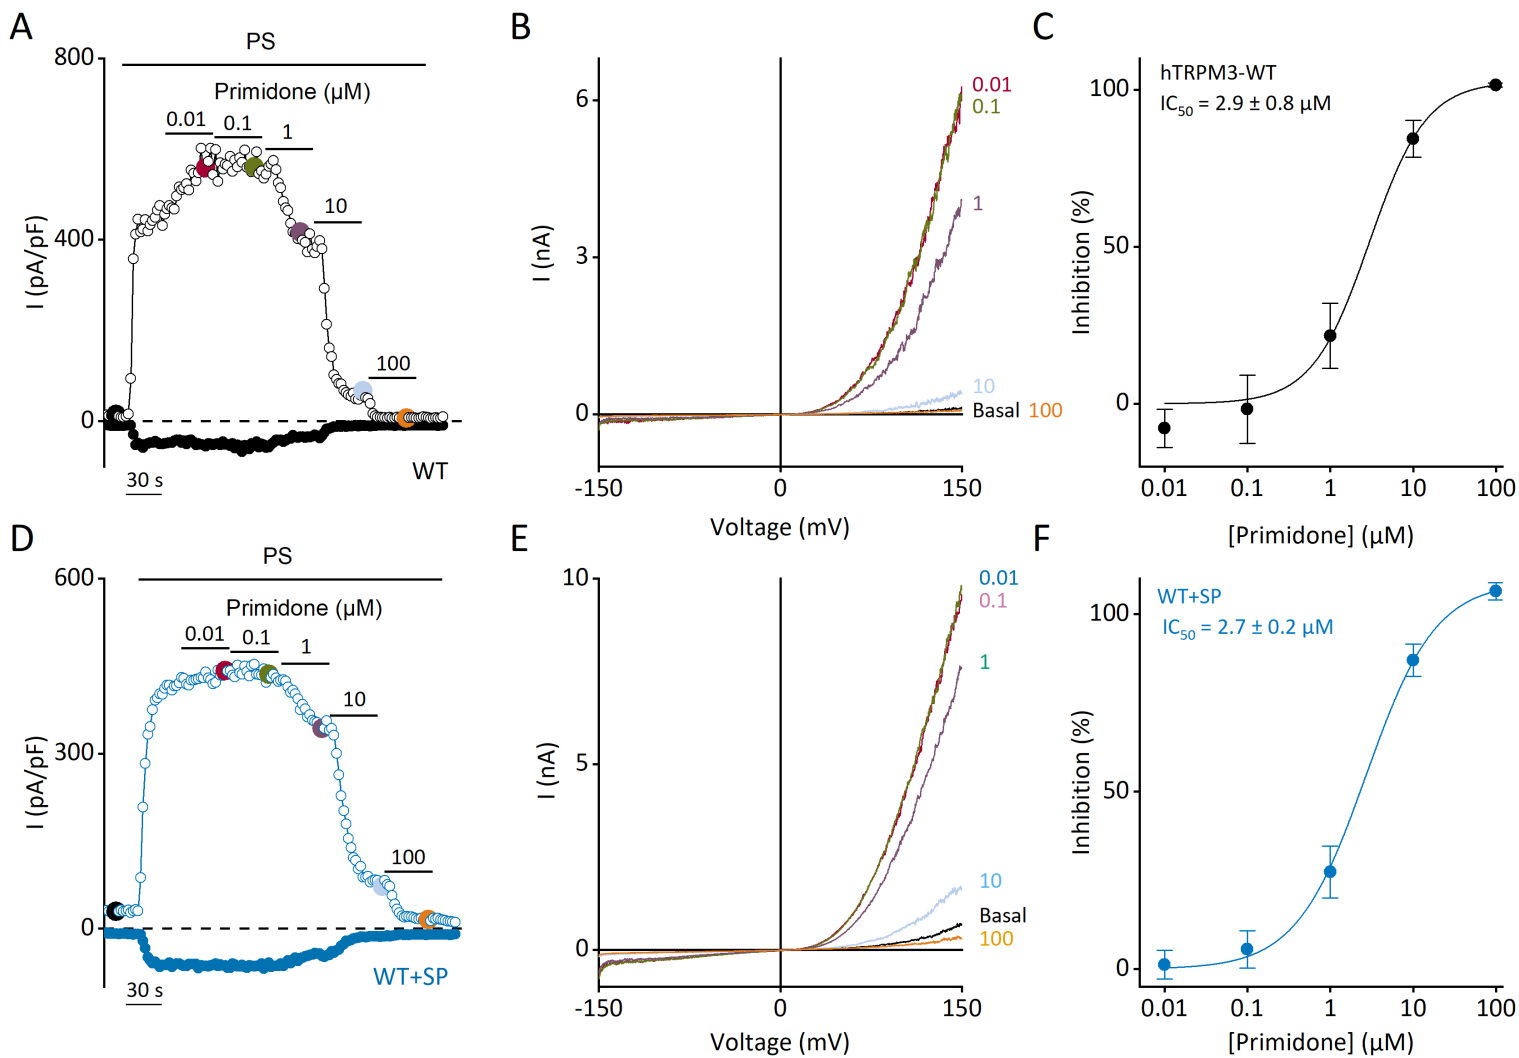 A
PS
800
Primidone (µM)
0.01
0.1
1
10
400
100
0
I (pA/pF)
WT
30 s
B
6
3
0
I (nA)
0.01
0.1
1
10
Basal
100
-150
0
150
Voltage (mV)
C
hTRPM3-WT
IC50 = 2.9 ± 0.8 µM
100
50
0
Inhibition (%)
0.01
0.1
1
10
100
[Primidone] (µM)
D
PS
600
Primidone (µM)
0.01
0.1
1
10
300
100
0
I (pA/pF)
WT+SP
30 s
E
10
5
0
I (nA)
0.01
0.1
1
10
Basal
100
-150
0
150
Voltage (mV)
F
WT+SP
IC50 = 2.7 ± 0.2 µM
100
50
0
Inhibition (%)
0.01
0.1
1
10
100
[Primidone] (µM)